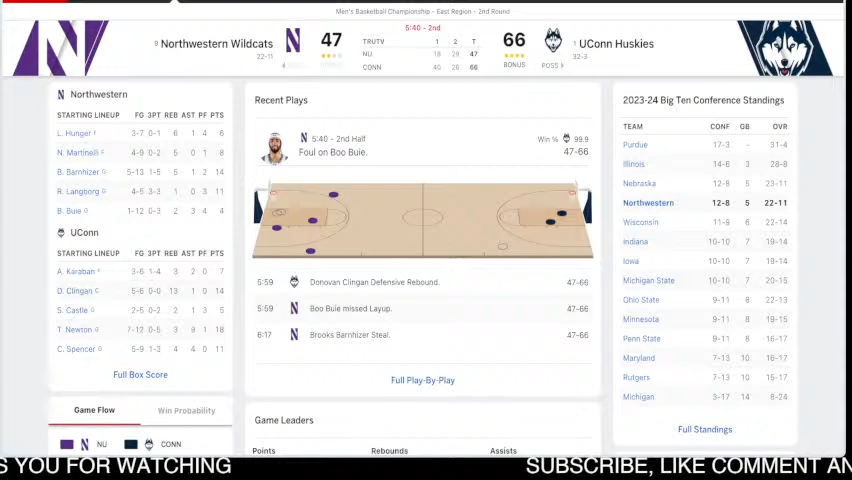 Men's Basketball Championship - East Region - 2nd Round
9 Northwestern Wildcats 47 5:40 - 2nd 66 1 UConn Huskies
22-11 BONUS POSS 32-3
TRUTV 1 2 T
NU 18 29 47
CONN 40 26 66
Northwestern
STARTING LINEUP FG 3PT REB AST PF PTS
L. Hunger F 3-7 0-1 6 1 4 6
N. Martinelli F 4-9 0-2 5 0 1 8
B. Barnhizer G 5-13 1-5 5 1 2 14
R. Langborg G 4-5 3-3 1 0 3 11
B. Buie G 1-12 0-3 2 3 4 4
UConn
STARTING LINEUP FG 3PT REB AST PF PTS
A. Karaban F 3-6 1-4 3 2 0 7
D. Clingan C 5-6 0-0 13 1 0 14
S. Castle G 2-5 0-2 2 1 3 5
T. Newton G 7-12 0-5 3 9 1 18
C. Spencer G 5-9 1-3 4 4 0 11
Full Box Score
Game Flow Win Probability
NU CONN
Recent Plays
5:40 - 2nd Half Win % 99.9
Foul on Boo Buie. 47-66
5:59 Donovan Clingan Defensive Rebound. 47-66
5:59 Boo Buie missed Layup. 47-66
6:17 Brooks Barnhizer Steal. 47-66
Full Play-By-Play
Game Leaders
Points Rebounds Assists
2023-24 Big Ten Conference Standings
TEAM CONF GB OVR
Purdue 17-3 - 31-4
Illinois 14-6 3 28-8
Nebraska 12-8 5 23-11
Northwestern 12-8 5 22-11
Wisconsin 11-9 6 22-14
Indiana 10-10 7 19-14
Iowa 10-10 7 19-14
Michigan State 10-10 7 20-15
Ohio State 9-11 8 22-13
Minnesota 9-11 8 19-15
Penn State 9-11 8 16-17
Maryland 7-13 10 16-17
Rutgers 7-13 10 15-17
Michigan 3-17 14 8-24
Full Standings
S YOU FOR WATCHING SUBSCRIBE, LIKE COMMENT AN